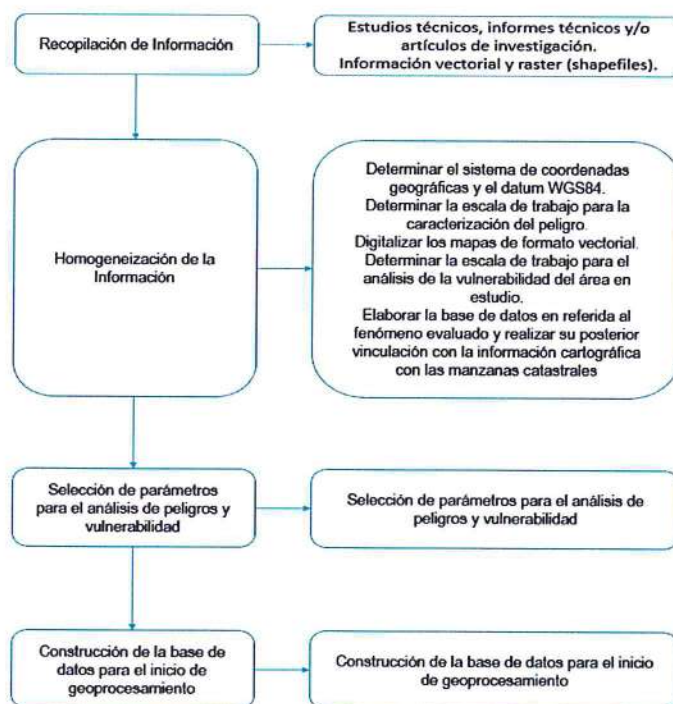 Recopilación de Información
Estudios técnicos, informes técnicos y/o
artículos de investigación.
Información vectorial y raster (shapefiles).
Homogeneización de la
Información
Determinar el sistema de coordenadas
geográficas y el datum WGS84.
Determinar la escala de trabajo para la
caracterización del peligro.
Digitalizar los mapas de formato vectorial.
Determinar la escala de trabajo para el
análisis de la vulnerabilidad del área en
estudio.
Elaborar la base de datos en referida al
fenómeno evaluado y realizar su posterior
vinculación con la información cartográfica
con las manzanas catastrales
Selección de parámetros
para el análisis de peligros y
vulnerabilidad
Selección de parámetros para el análisis de
peligros y vulnerabilidad
Construcción de la base de
datos para el inicio de
geoprocesamiento
Construcción de la base de datos para el inicio
de geoprocesamiento